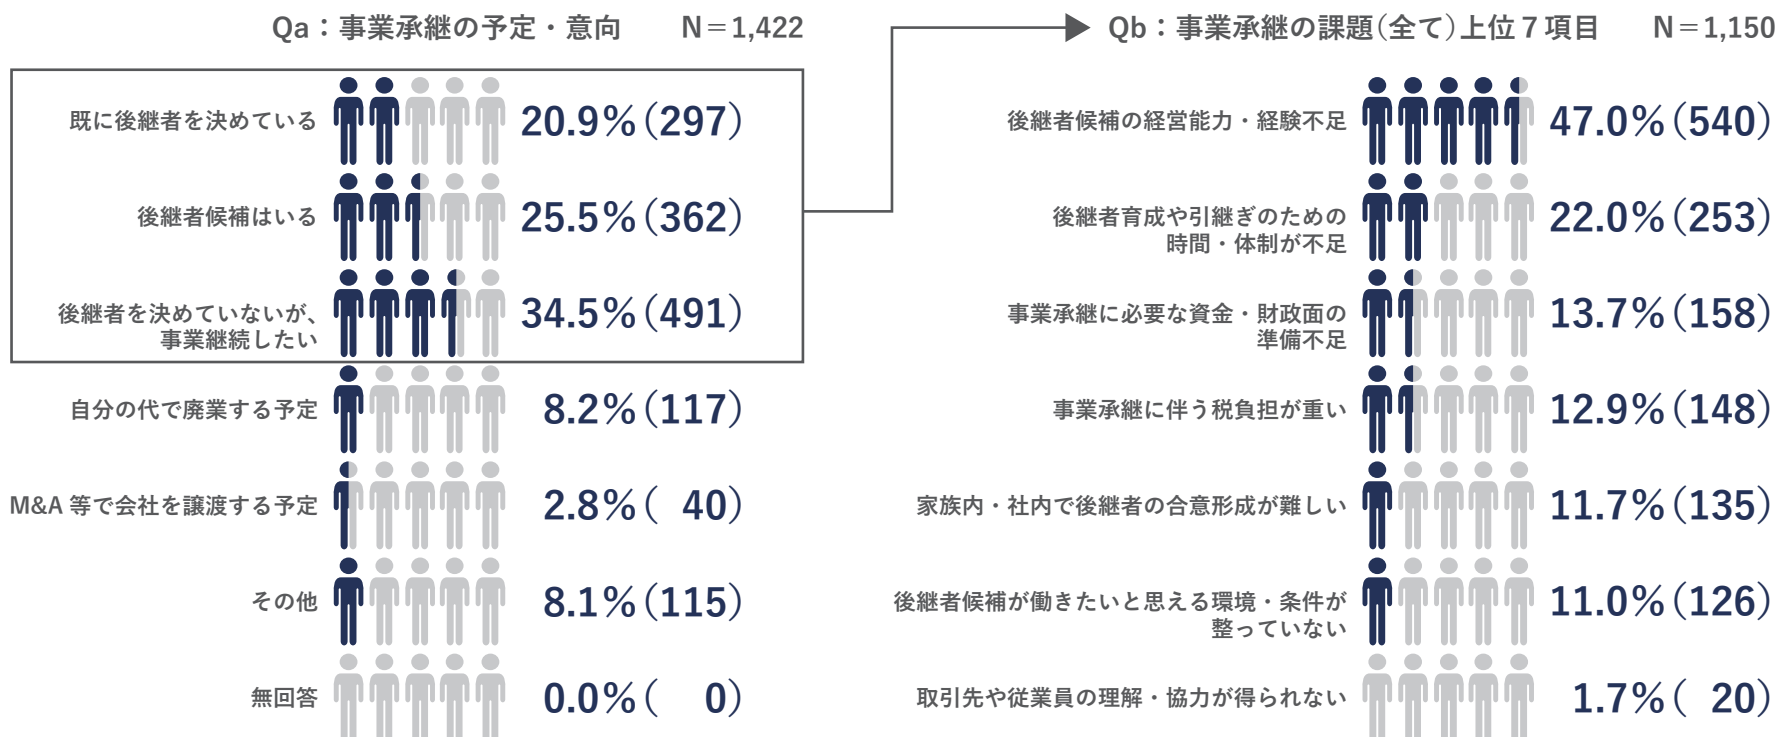 Qa：事業承継の予定・意向　N＝1,422
既に後継者を決めている 20.9%(297)
後継者候補はいる 25.5%(362)
後継者を決めていないが、
事業継続したい 34.5%(491)
自分の代で廃業する予定 8.2%(117)
M&A 等で会社を譲渡する予定 2.8%( 40)
その他 8.1%(115)
無回答 0.0%( 0)
Qb：事業承継の課題(全て)上位７項目　N＝1,150
後継者候補の経営能力・経験不足 47.0%(540)
後継者育成や引継ぎのための
時間・体制が不足 22.0%(253)
事業承継に必要な資金・財政面の
準備不足 13.7%(158)
事業承継に伴う税負担が重い 12.9%(148)
家族内・社内で後継者の合意形成が難しい 11.7%(135)
後継者候補が働きたいと思える環境・条件が
整っていない 11.0%(126)
取引先や従業員の理解・協力が得られない 1.7%( 20)